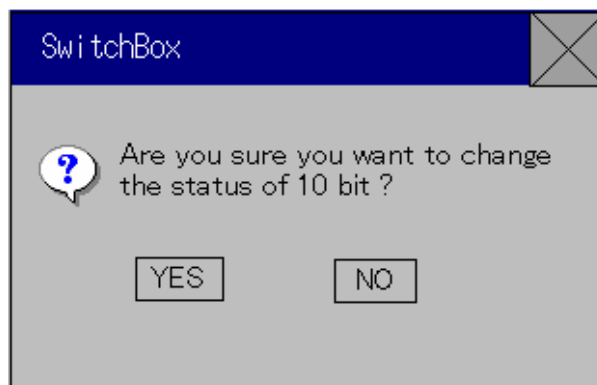 SwitchBox
?
Are you sure you want to change
the status of 10 bit ?
YES
NO